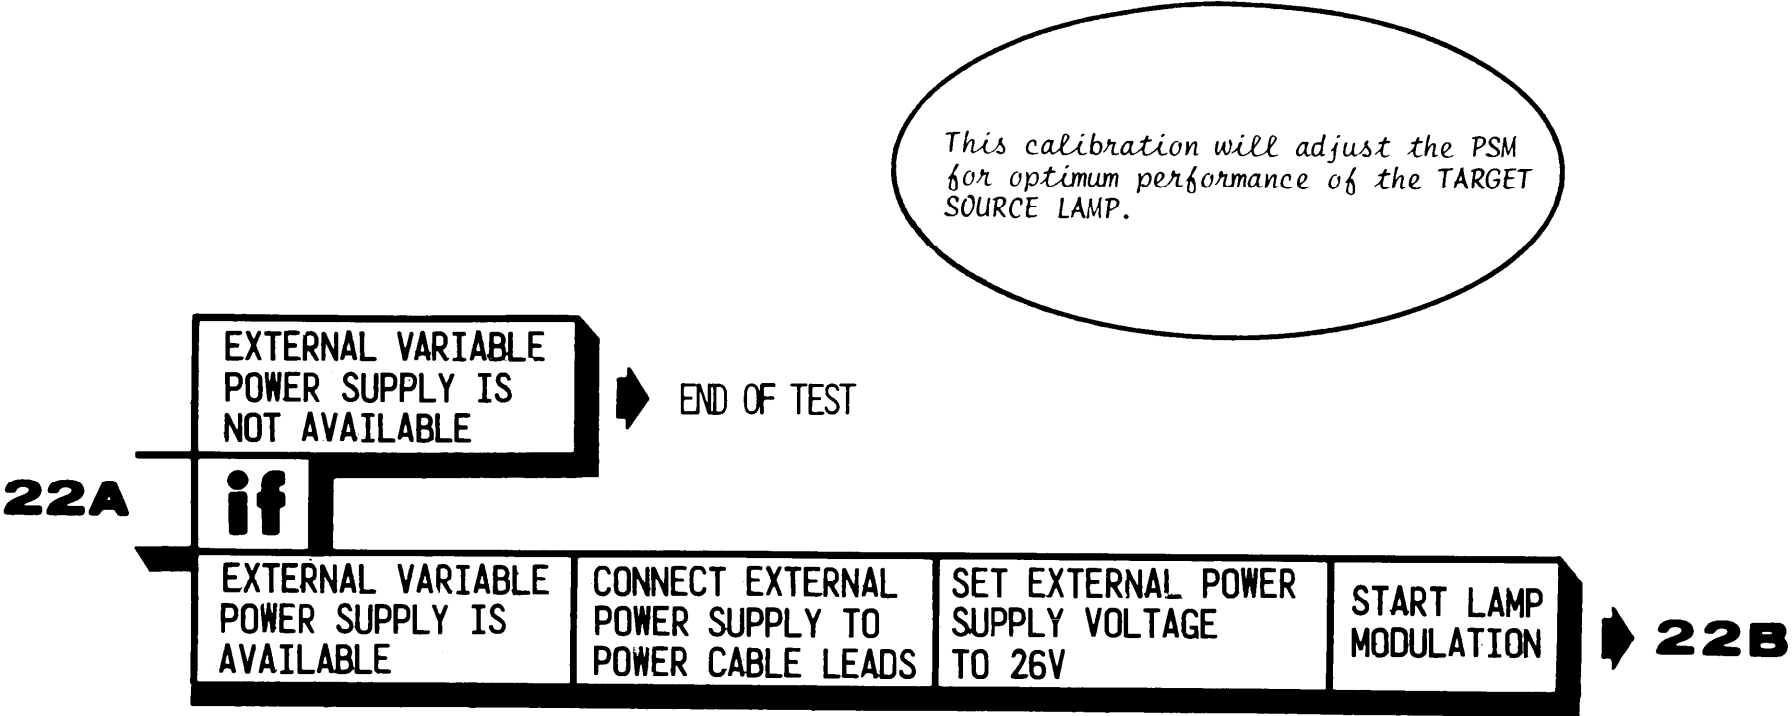 This calibration will adjust the PSM
for optimum performance of the TARGET
SOURCE LAMP.
EXTERNAL VARIABLE
POWER SUPPLY IS
NOT AVAILABLE
END OF TEST
22A
if
EXTERNAL VARIABLE
POWER SUPPLY IS
AVAILABLE
CONNECT EXTERNAL
POWER SUPPLY TO
POWER CABLE LEADS
SET EXTERNAL POWER
SUPPLY VOLTAGE
TO 26V
START LAMP
MODULATION
22B